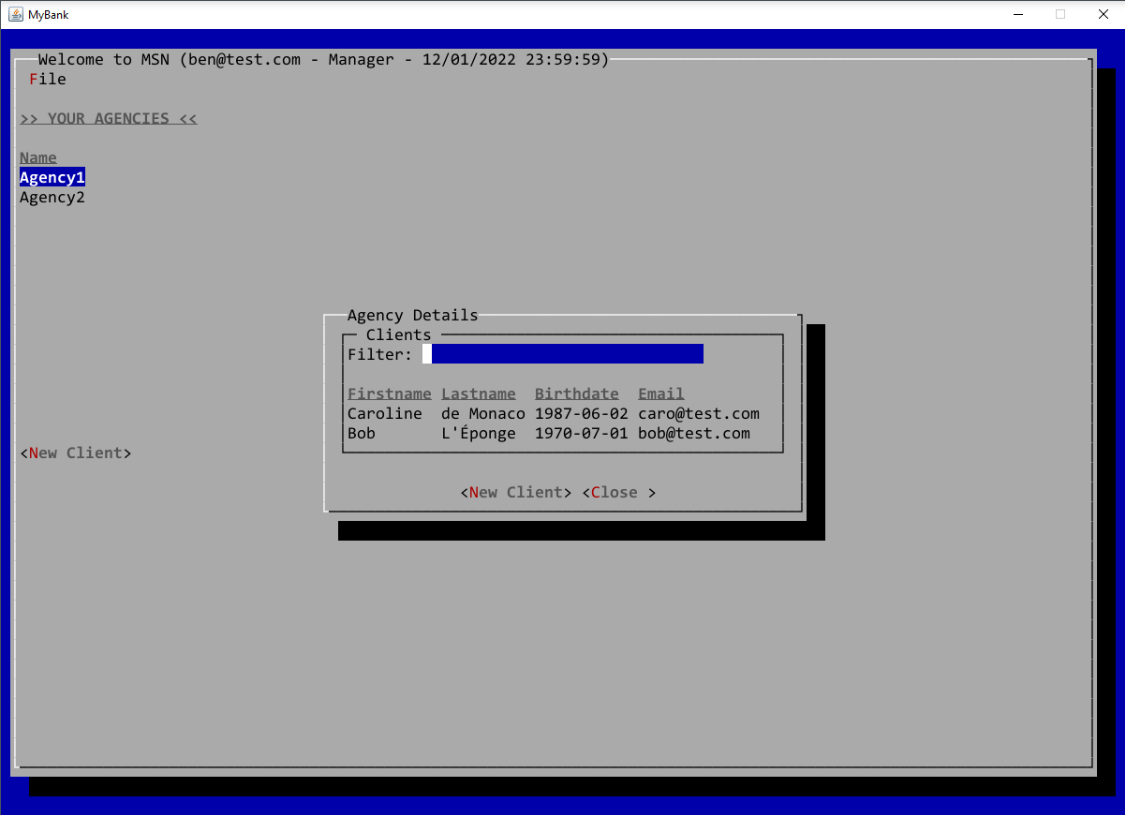 MyBank
Welcome to MSN (ben@test.com - Manager - 12/01/2022 23:59:59)
File
>> YOUR AGENCIES <<
Name
Agency1
Agency2
Agency Details
Clients
Filter:
Firstname Lastname Birthdate Email
Caroline de Monaco 1987-06-02 caro@test.com
Bob L'Éponge 1970-07-01 bob@test.com
<New Client>
<New Client> <Close >